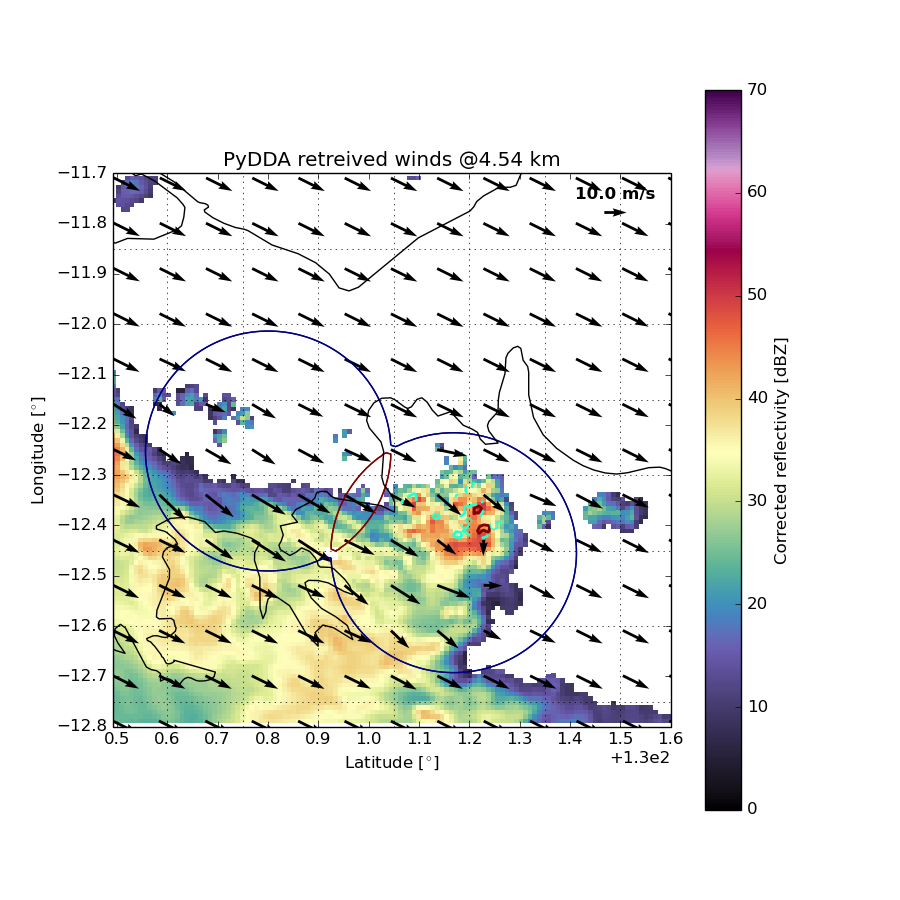 PyDDA retreived winds @4.54 km
10.0 m/s
−11.7
−11.8
−11.9
−12.0
−12.1
−12.2
−12.3
−12.4
−12.5
−12.6
−12.7
−12.8
Longitude [°]
0.5 0.6 0.7 0.8 0.9 1.0 1.1 1.2 1.3 1.4 1.5 1.6
+1.3e2
Latitude [°]
70
60
50
40
30
20
10
0
Corrected reflectivity [dBZ]